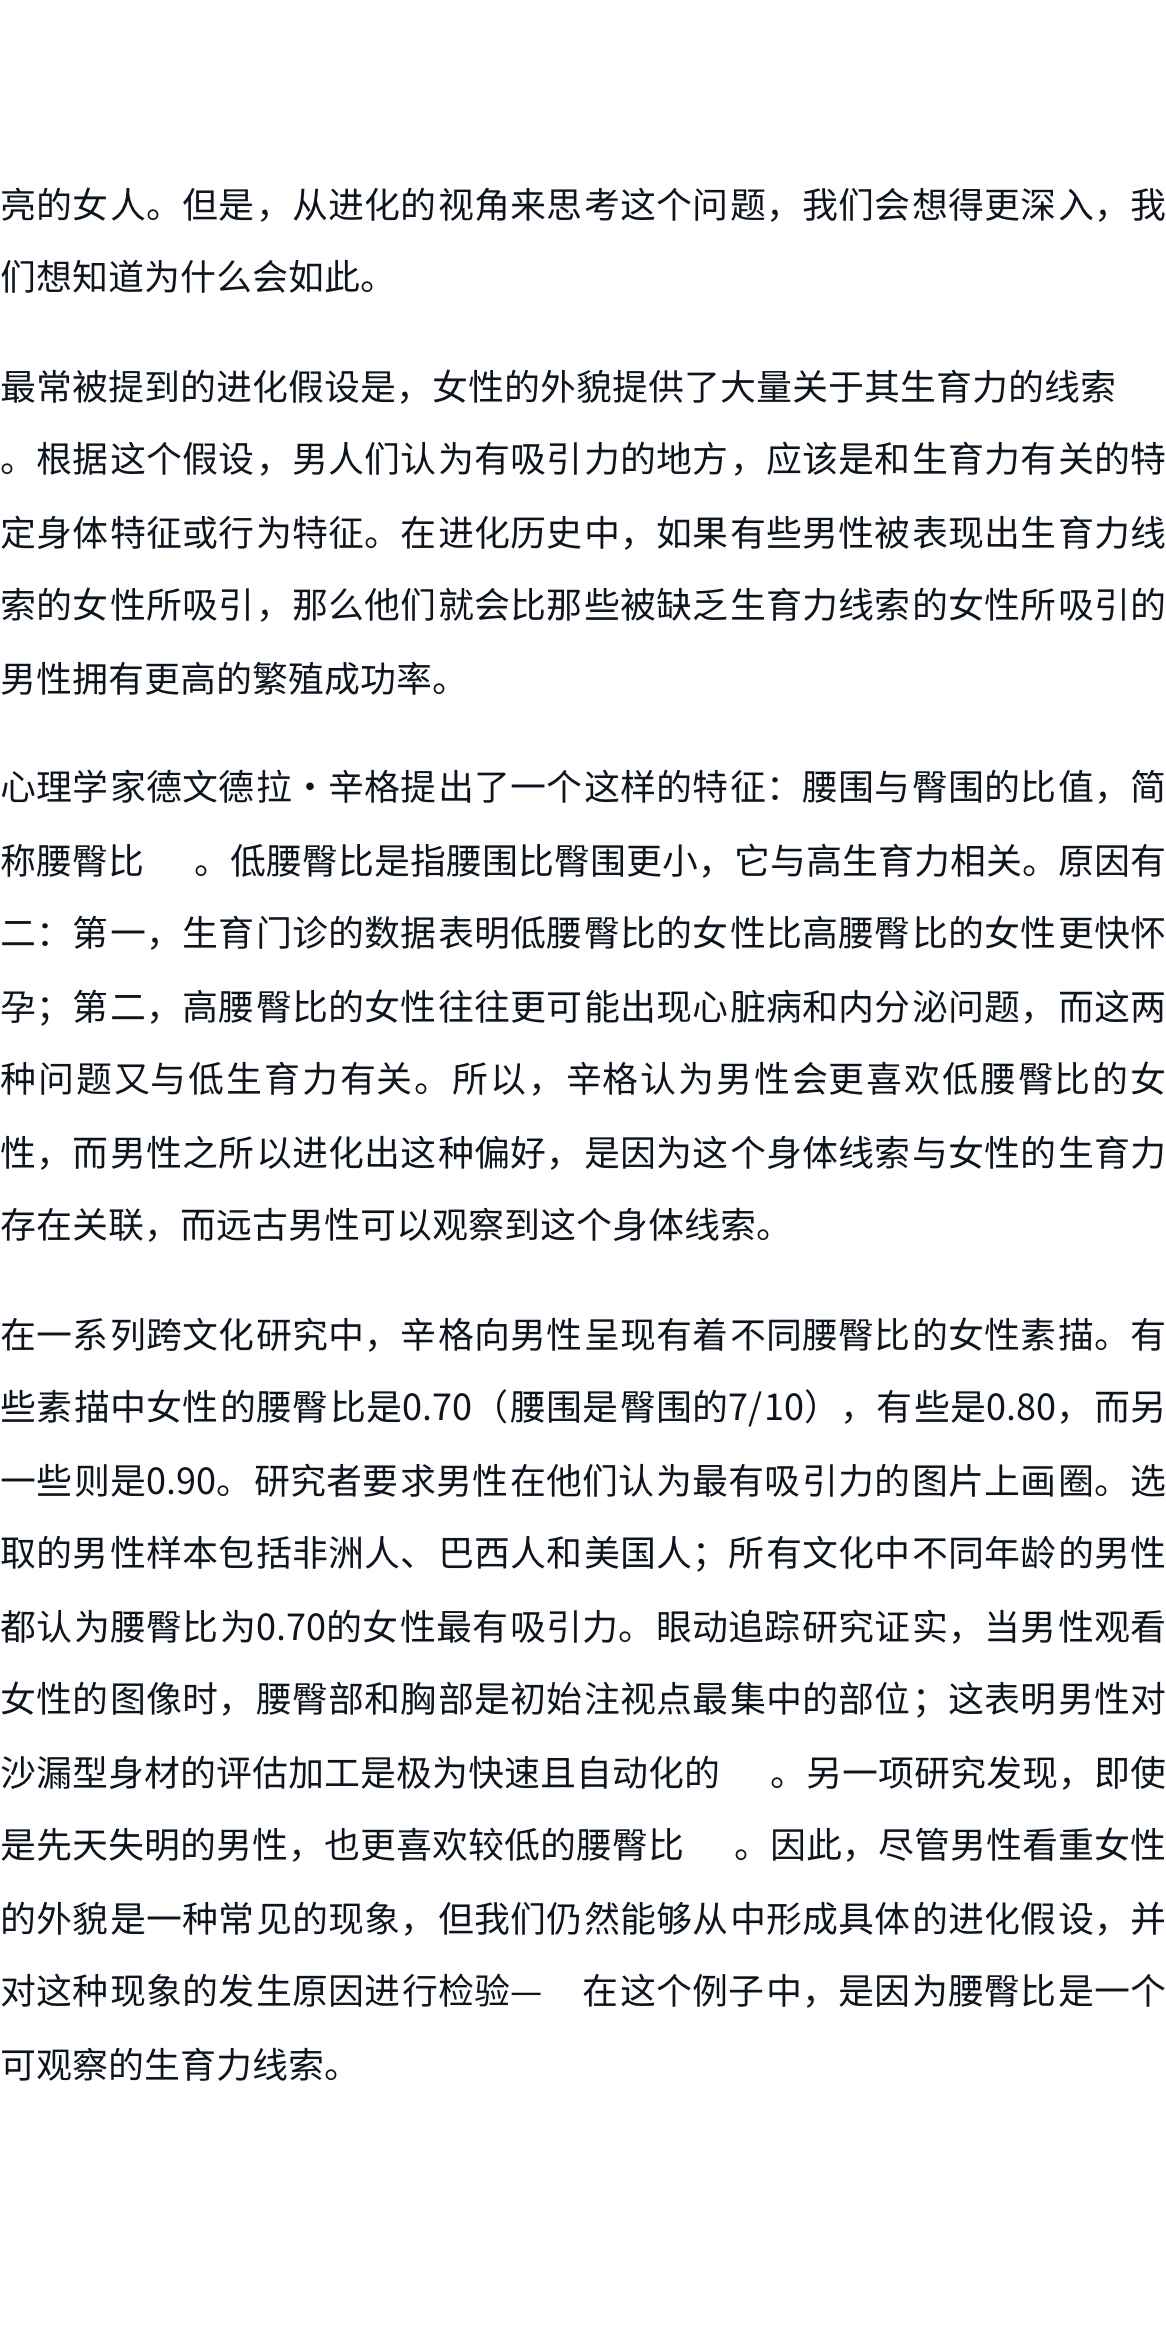 亮的女人。但是，从进化的视角来思考这个问题，我们会想得更深入，我
们想知道为什么会如此。
最常被提到的进化假设是，女性的外貌提供了大量关于其生育力的线索
。根据这个假设，男人们认为有吸引力的地方，应该是和生育力有关的特
定身体特征或行为特征。在进化历史中，如果有些男性被表现出生育力线
索的女性所吸引，那么他们就会比那些被缺乏生育力线索的女性所吸引的
男性拥有更高的繁殖成功率。
心理学家德文德拉·辛格提出了一个这样的特征：腰围与臀围的比值，简
称腰臀比 。低腰臀比是指腰围比臀围更小，它与高生育力相关。原因有
二：第一，生育门诊的数据表明低腰臀比的女性比高腰臀比的女性更快怀
孕；第二，高腰臀比的女性往往更可能出现心脏病和内分泌问题，而这两
种问题又与低生育力有关。所以，辛格认为男性会更喜欢低腰臀比的女
性，而男性之所以进化出这种偏好，是因为这个身体线索与女性的生育力
存在关联，而远古男性可以观察到这个身体线索。
在一系列跨文化研究中，辛格向男性呈现有着不同腰臀比的女性素描。有
些素描中女性的腰臀比是0.70（腰围是臀围的7/10），有些是0.80，而另
一些则是0.90。研究者要求男性在他们认为最有吸引力的图片上画圈。选
取的男性样本包括非洲人、巴西人和美国人；所有文化中不同年龄的男性
都认为腰臀比为0.70的女性最有吸引力。眼动追踪研究证实，当男性观看
女性的图像时，腰臀部和胸部是初始注视点最集中的部位；这表明男性对
沙漏型身材的评估加工是极为快速且自动化的 。另一项研究发现，即使
是先天失明的男性，也更喜欢较低的腰臀比 。因此，尽管男性看重女性
的外貌是一种常见的现象，但我们仍然能够从中形成具体的进化假设，并
对这种现象的发生原因进行检验— 在这个例子中，是因为腰臀比是一个
可观察的生育力线索。